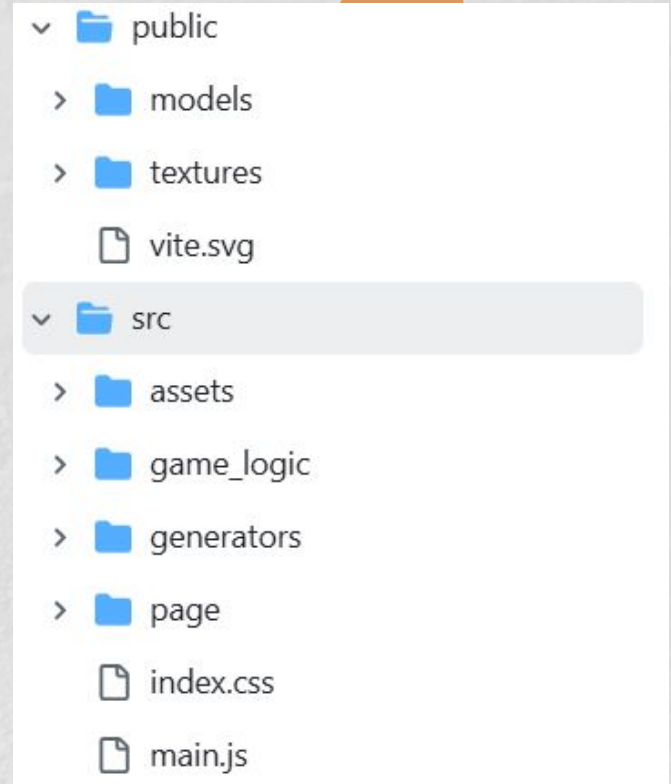 public
models
textures
vite.svg
src
assets
game_logic
generators
page
index.css
main.js